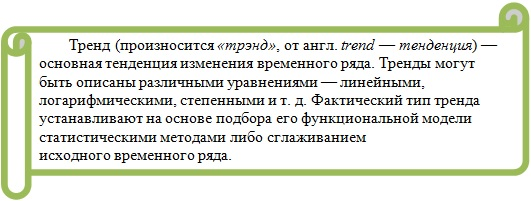 Тренд (произносится «трэнд», от англ. trend — тенденция) —
основная тенденция изменения временного ряда. Тренды могут
быть описаны различными уравнениями — линейными,
логарифмическими, степенными и т. д. Фактический тип тренда
устанавливают на основе подбора его функциональной модели
статистическими методами либо сглаживанием
исходного временного ряда.